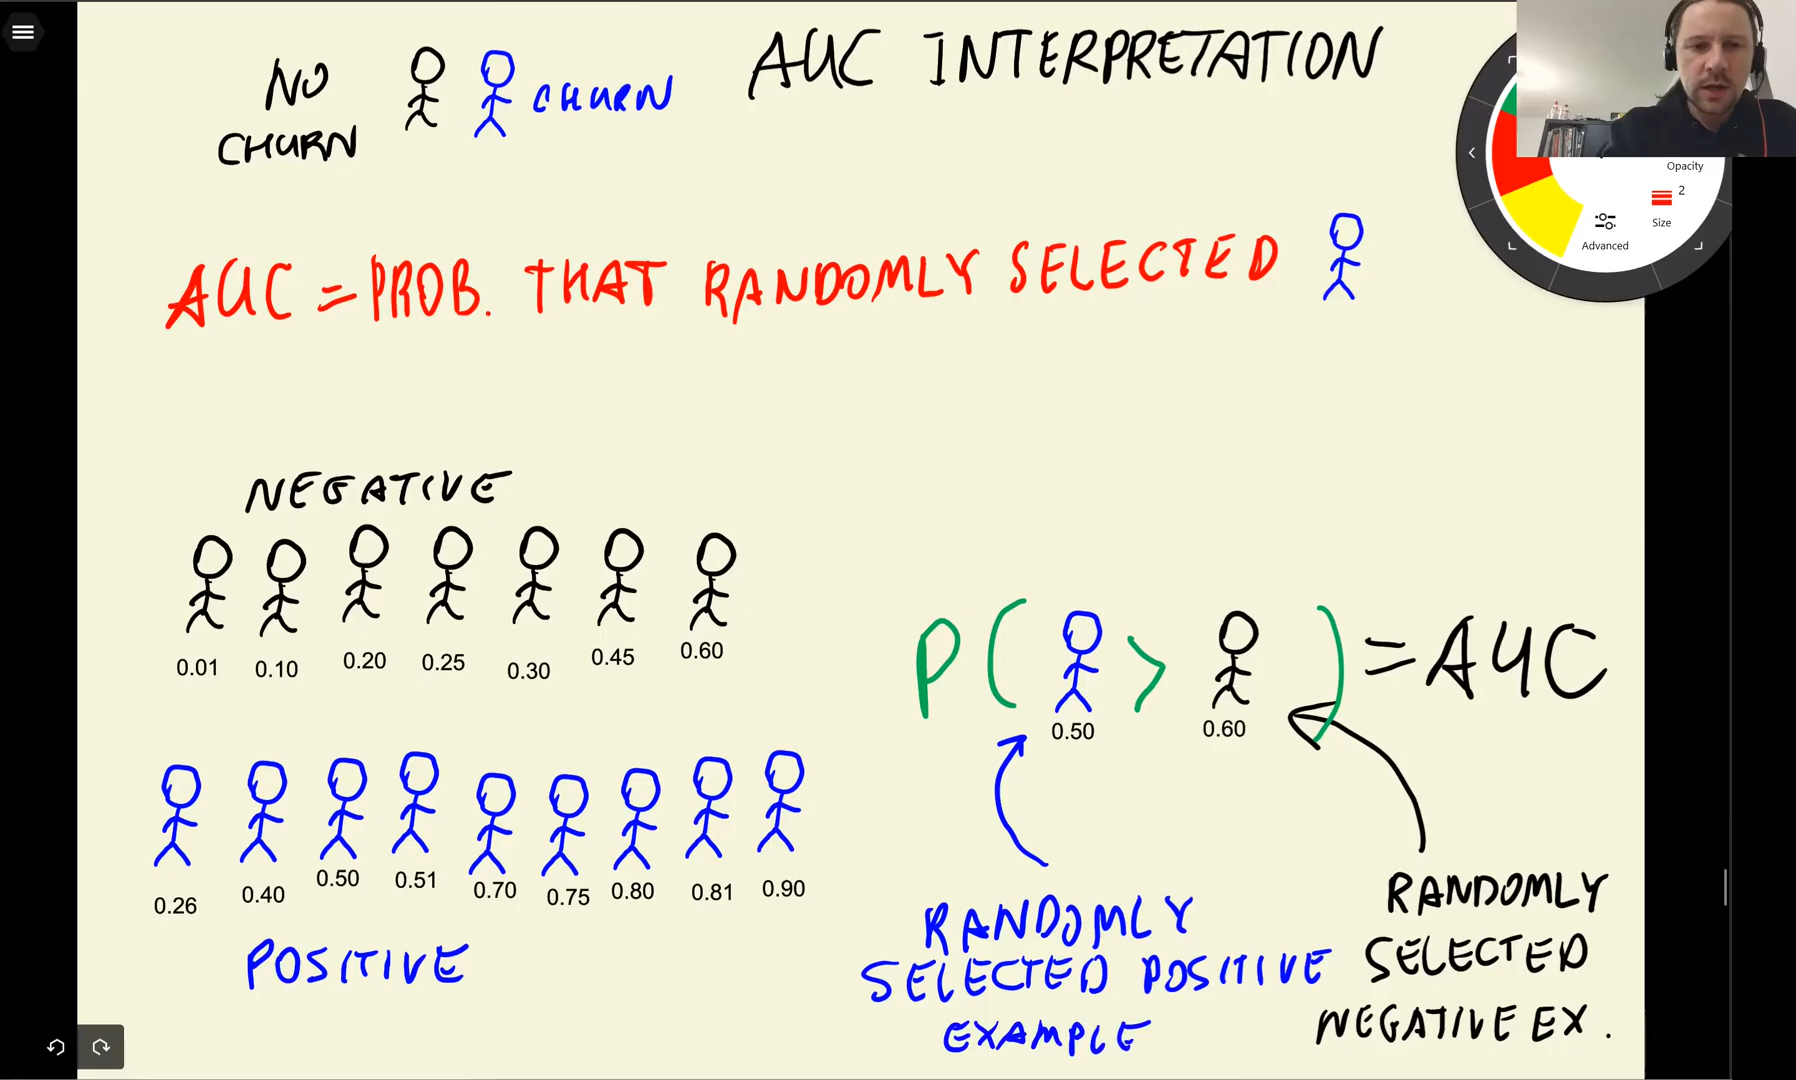 AUC INTERPRETATION
NO
CHURN
CHURN
Opacity
2
Size
Advanced
AUC = PROB. THAT RANDOMLY SELECTED
NEGATIVE
0.01 0.10 0.20 0.25 0.30 0.45 0.60
P( > ) = AUC
0.50 0.60
0.26 0.40 0.50 0.51 0.70 0.75 0.80 0.81 0.90
POSITIVE
RANDOMLY
SELECTED POSITIVE
EXAMPLE
RANDOMLY
SELECTED
NEGATIVE EX.